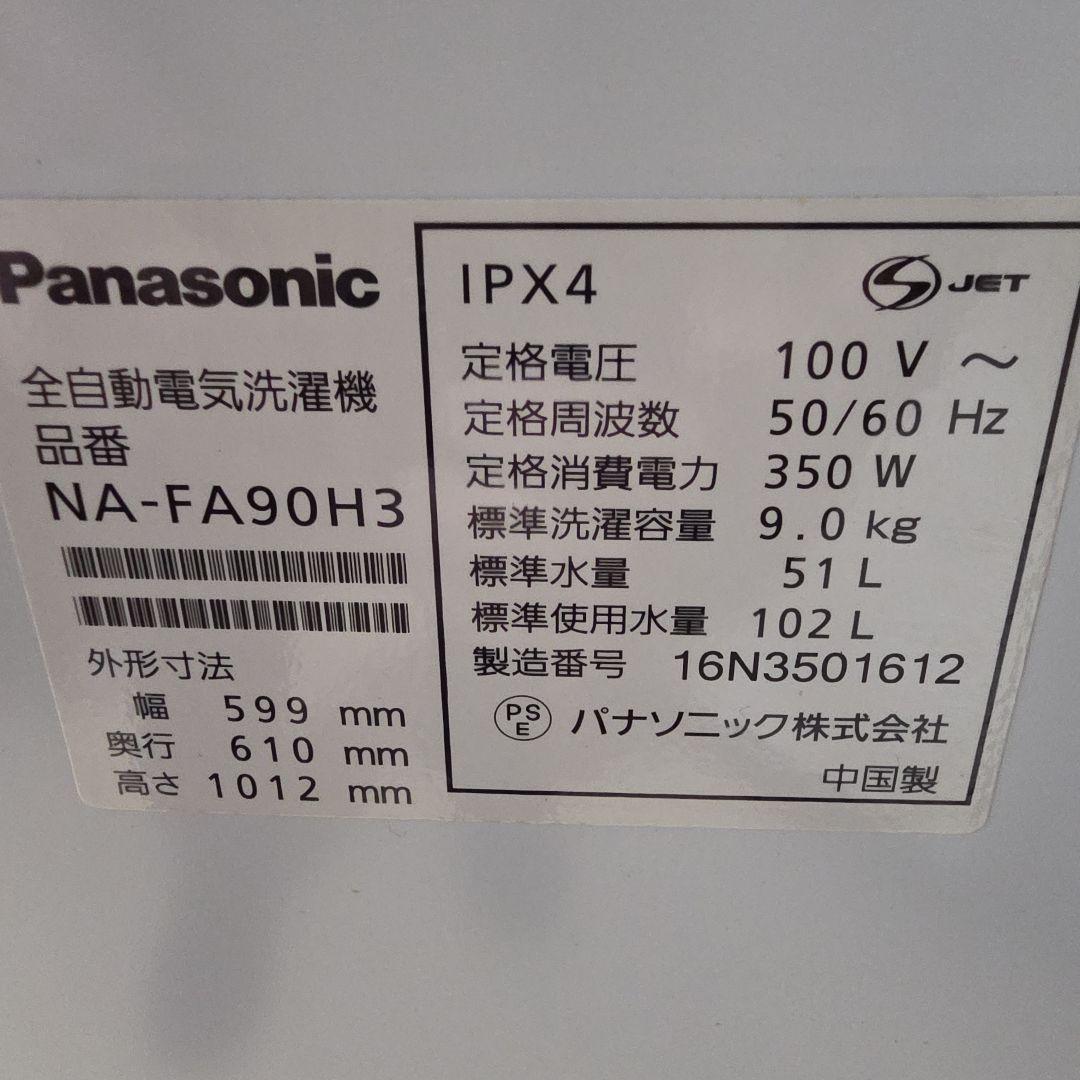 Panasonic
全自動電気洗濯機
品番
NA-FA90H3
外形寸法
幅 599 mm
奥行 610 mm
高さ 1012 mm
IPX4
S JET
定格電圧 100 V ～
定格周波数 50/60 Hz
定格消費電力 350 W
標準洗濯容量 9.0 kg
標準水量 51 L
標準使用水量 102 L
製造番号 16N3501612
PSE パナソニック株式会社
中国製